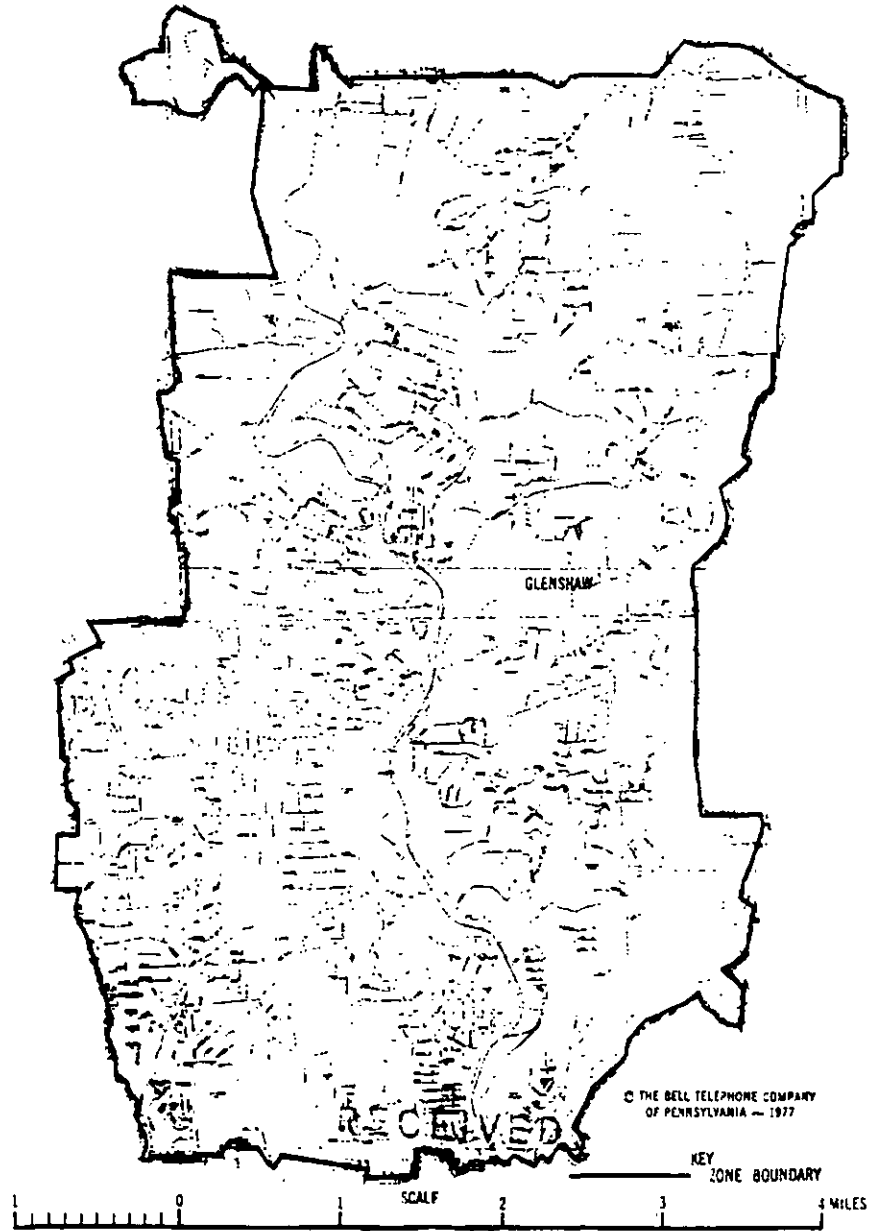 GLENSHAW
© THE BELL TELEPHONE COMPANY
OF PENNSYLVANIA — 1977
KEY
ZONE BOUNDARY
SCALE
1 0 1 2 3 4 MILES